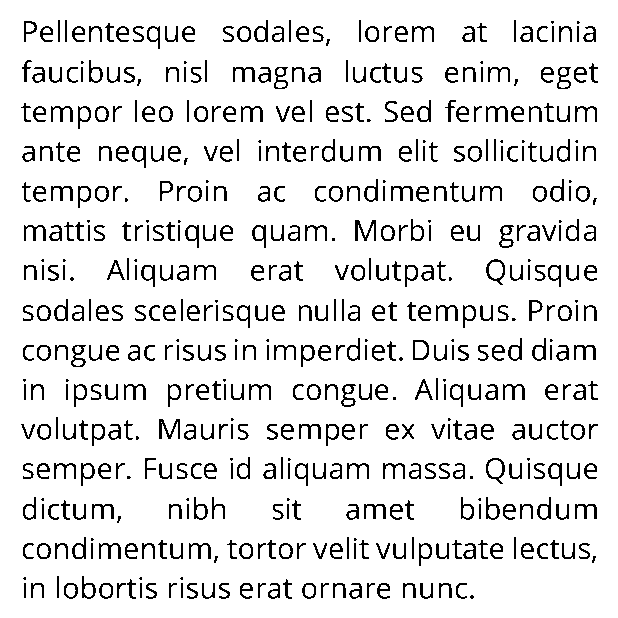 Pellentesque sodales, lorem at lacinia
faucibus, nisl magna luctus enim, eget
tempor leo lorem vel est. Sed fermentum
ante neque, vel interdum elit sollicitudin
tempor. Proin ac condimentum odio,
mattis tristique quam. Morbi eu gravida
nisi. Aliquam erat volutpat. Quisque
sodales scelerisque nulla et tempus. Proin
congue ac risus in imperdiet. Duis sed diam
in ipsum pretium congue. Aliquam erat
volutpat. Mauris semper ex vitae auctor
semper. Fusce id aliquam massa. Quisque
dictum, nibh sit amet bibendum
condimentum, tortor velit vulputate lectus,
in lobortis risus erat ornare nunc.